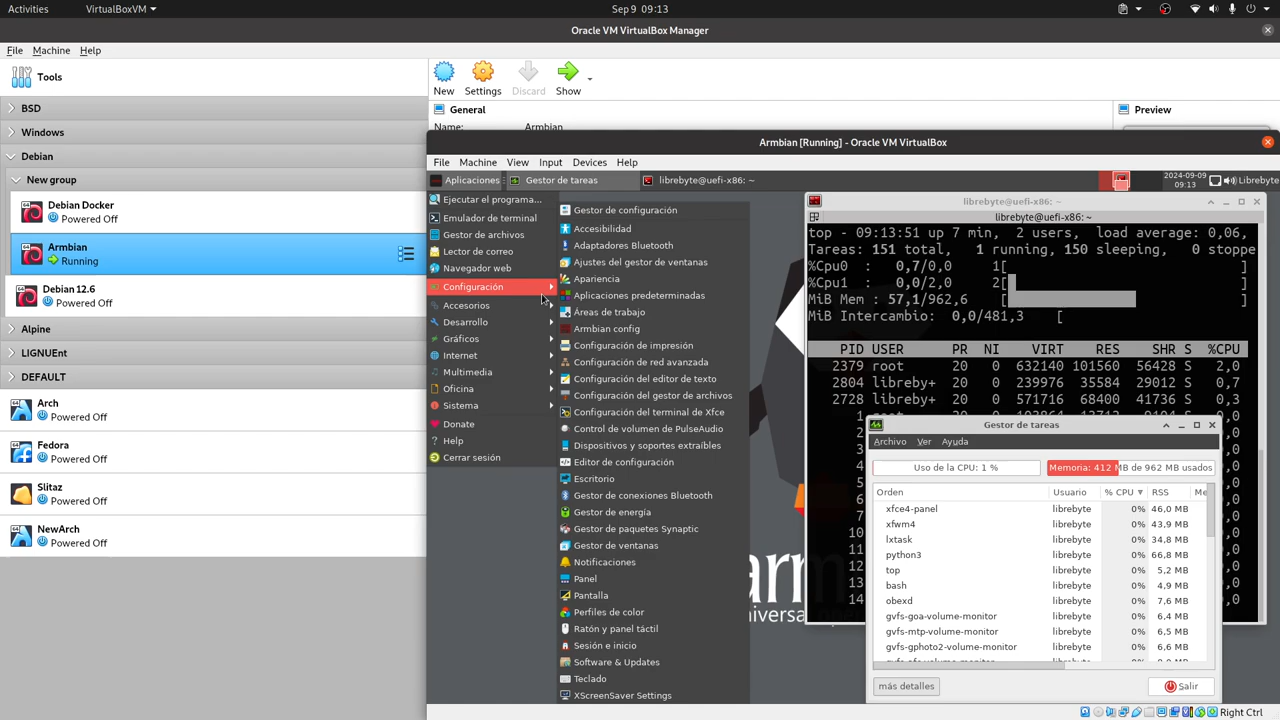 Activities
VirtualBoxVM
Sep 9 09:13
Oracle VM VirtualBox Manager
File Machine Help
Tools
New Settings Discard Show
BSD
Windows
Debian
New group
Debian Docker
Powered Off
Armbian
Running
Debian 12.6
Powered Off
Alpine
LIGNUEnt
DEFAULT
Arch
Powered Off
Fedora
Powered Off
Slitaz
Powered Off
NewArch
Powered Off
General
Name: Armbian
Preview
Armbian [Running] - Oracle VM VirtualBox
File Machine View Input Devices Help
Aplicaciones
Gestor de tareas
librebyte@uefi-x86: ~
2024-09-09
09:13
Librebyte
Ejecutar el programa...
Emulador de terminal
Gestor de archivos
Lector de correo
Navegador web
Configuración
Accesorios
Desarrollo
Gráficos
Internet
Multimedia
Oficina
Sistema
Donate
Help
Cerrar sesión
Gestor de configuración
Accesibilidad
Adaptadores Bluetooth
Ajustes del gestor de ventanas
Apariencia
Aplicaciones predeterminadas
Áreas de trabajo
Armbian config
Configuración de impresión
Configuración de red avanzada
Configuración del editor de texto
Configuración del gestor de archivos
Configuración del terminal de Xfce
Control de volumen de PulseAudio
Dispositivos y soportes extraíbles
Editor de configuración
Escritorio
Gestor de conexiones Bluetooth
Gestor de energía
Gestor de paquetes Synaptic
Gestor de ventanas
Notificaciones
Panel
Pantalla
Perfiles de color
Ratón y panel táctil
Sesión e inicio
Software & Updates
Teclado
XScreenSaver Settings
librebyte@uefi-x86: ~
librebyte@uefi-x86: ~
top - 09:13:51 up 7 min, 2 users, load average: 0,06,
Tareas: 151 total, 1 running, 150 sleeping, 0 stoppe
%Cpu0 : 0,7/0,0 1[ ]
%Cpu1 : 0,0/2,0 2[ ]
MiB Mem : 57,1/962,6 [ ]
MiB Intercambio: 0,0/481,3 [
PID USER PR NI VIRT RES SHR S %CPU
2379 root 20 0 632140 101560 56428 S 2,0
2804 libreby+ 20 0 239976 35584 29012 S 0,7
2728 libreby+ 20 0 571716 68400 41736 S 0,3
Gestor de tareas
Archivo Ver Ayuda
Uso de la CPU: 1 %
Memoria: 412 MB de 962 MB usados
Orden Usuario % CPU RSS Me
xfce4-panel librebyte 0% 46,0 MB
xfwm4 librebyte 0% 43,9 MB
lxtask librebyte 0% 34,8 MB
python3 librebyte 0% 66,8 MB
top librebyte 0% 5,2 MB
bash librebyte 0% 4,9 MB
obexd librebyte 0% 7,6 MB
gvfs-goa-volume-monitor librebyte 0% 6,4 MB
gvfs-mtp-volume-monitor librebyte 0% 6,5 MB
gvfs-gphoto2-volume-monitor librebyte 0% 6,7 MB
más detalles
Salir
Right Ctrl